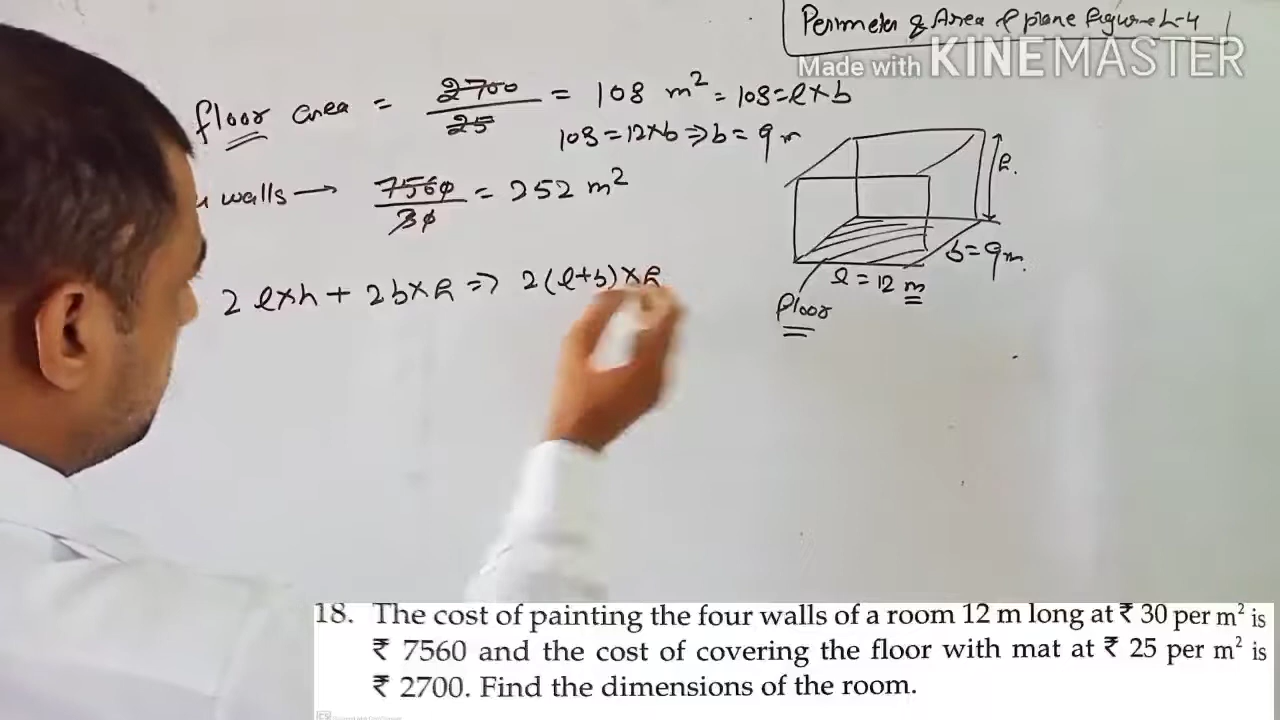 Perimeter & Area of plane figure L-4
Made with KINEMASTER
floor area = 2700/25 = 108 m² = 108 = l×b
108 = 12×b ⇒ b = 9 m
walls → 7560/30 = 252 m²
h.
b = 9m.
l = 12 m
floor
2 l×h + 2b×h ⇒ 2(l+b)×h
18. The cost of painting the four walls of a room 12 m long at ₹ 30 per m² is
₹ 7560 and the cost of covering the floor with mat at ₹ 25 per m² is
₹ 2700. Find the dimensions of the room.